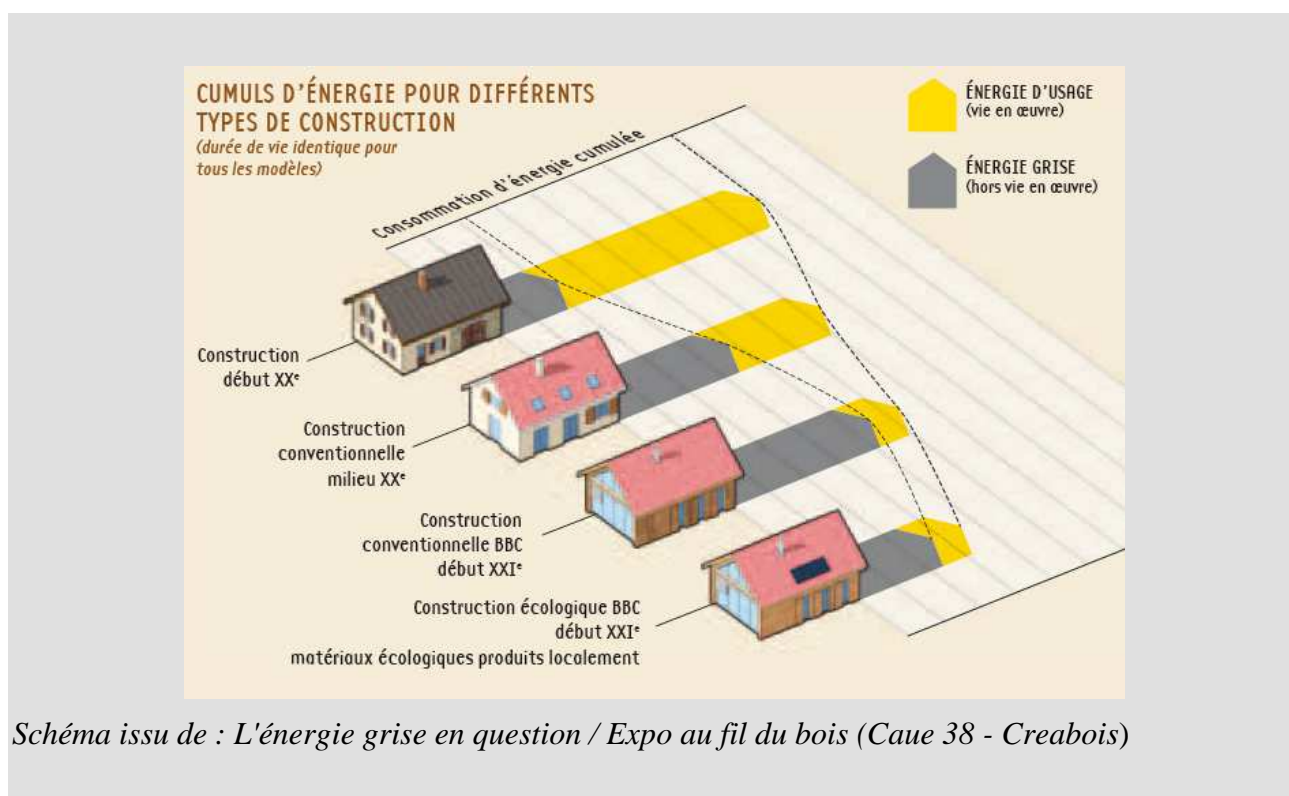 CUMULS D'ÉNERGIE POUR DIFFÉRENTS
TYPES DE CONSTRUCTION
(durée de vie identique pour
tous les modèles)
ÉNERGIE D'USAGE
(vie en œuvre)
ÉNERGIE GRISE
(hors vie en œuvre)
Consommation d'énergie cumulée
Construction
début XXᵉ
Construction
conventionnelle
milieu XXᵉ
Construction
conventionnelle BBC
début XXIᵉ
Construction écologique BBC
début XXIᵉ
matériaux écologiques produits localement
Schéma issu de : L'énergie grise en question / Expo au fil du bois (Caue 38 - Creabois)